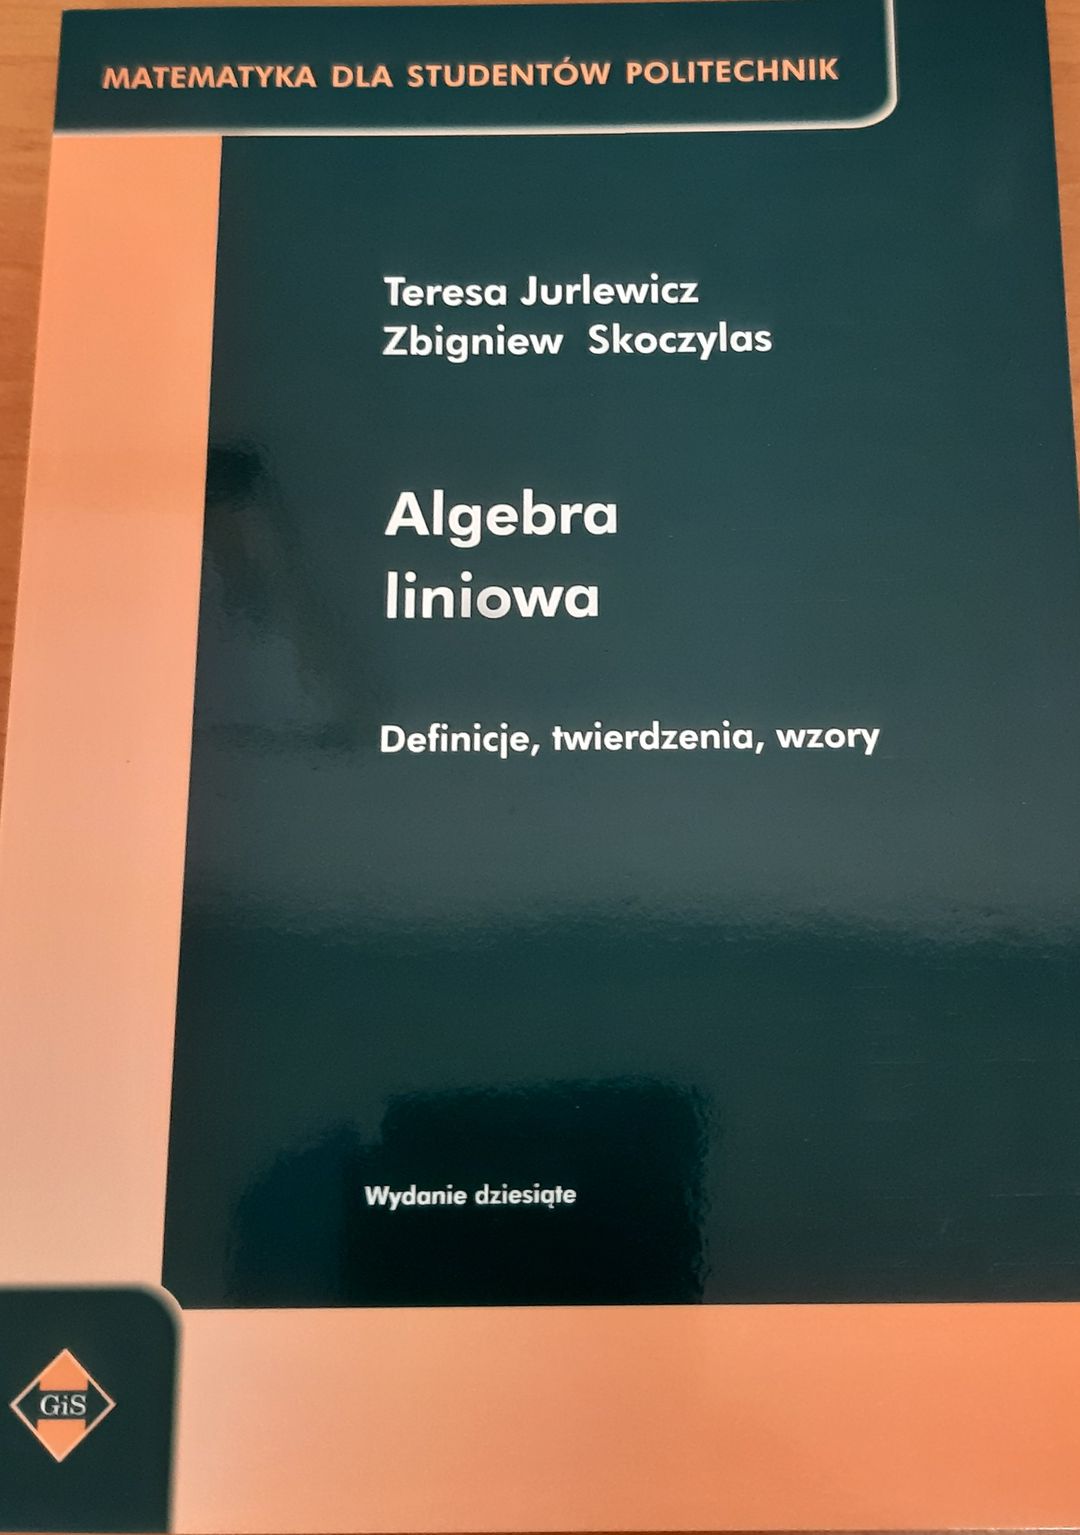 MATEMATYKA DLA STUDENTÓW POLITECHNIK
Teresa Jurlewicz
Zbigniew Skoczylas
Algebra
liniowa
Definicje, twierdzenia, wzory
Wydanie dziesiąte
GiS